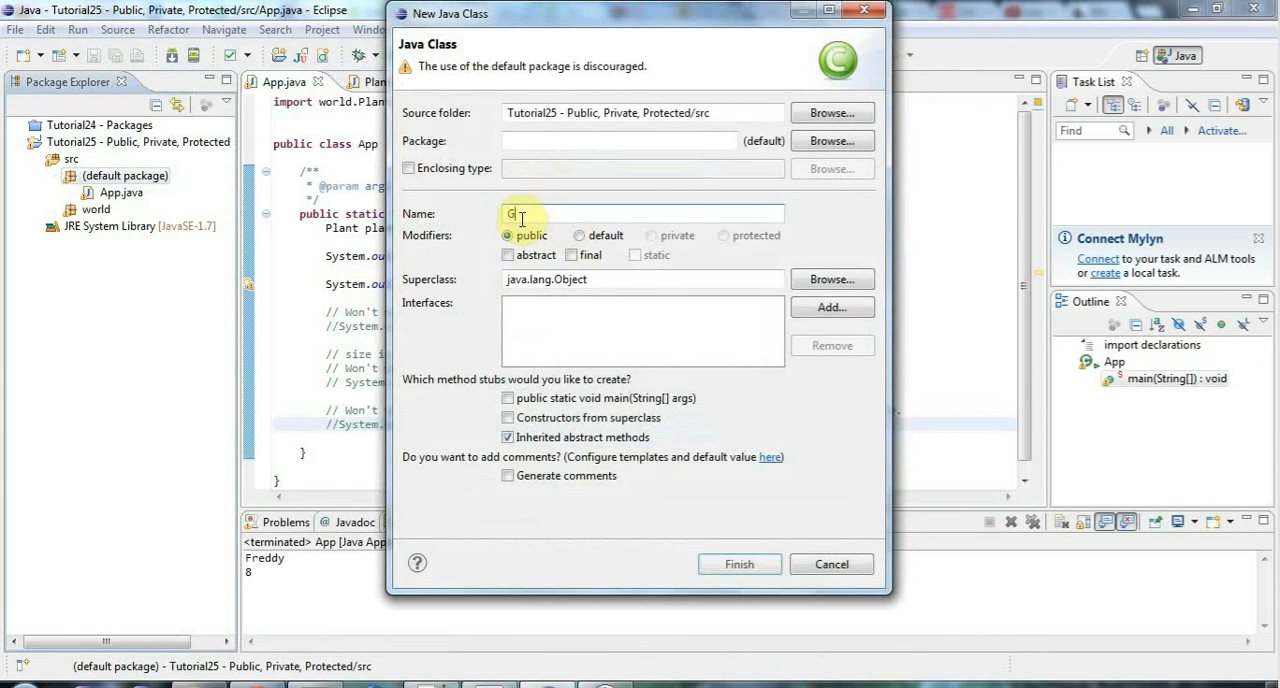 Java - Tutorial25 - Public, Private, Protected/src/App.java - Eclipse
New Java Class
File Edit Run Source Refactor Navigate Search Project
Java Class
The use of the default package is discouraged.
Java
Package Explorer
App.java
Task List
Source folder: Tutorial25 - Public, Private, Protected/src Browse...
Package: (default) Browse...
Enclosing type: Browse...
Find All Activate...
Tutorial24 - Packages
Tutorial25 - Public, Private, Protected
src
(default package)
App.java
world
JRE System Library [JavaSE-1.7]
import world.Plant
public class App
/**
* @param
*/
public static
Plant
// Won't
//System.
// size
// Won't
// System.
// Won't
//System.
}
}
Name: G
Modifiers: public default private protected
abstract final static
Superclass: java.lang.Object Browse...
Interfaces: Add...
Remove
Which method stubs would you like to create?
public static void main(String[] args)
Constructors from superclass
Inherited abstract methods
Do you want to add comments? (Configure templates and default value here)
Generate comments
Finish Cancel
Connect Mylyn
Connect to your task and ALM tools
or create a local task.
Outline
import declarations
App
main(String[]) : void
Problems Javadoc
<terminated> App [Java
Freddy
8
(default package) - Tutorial25 - Public, Private, Protected/src